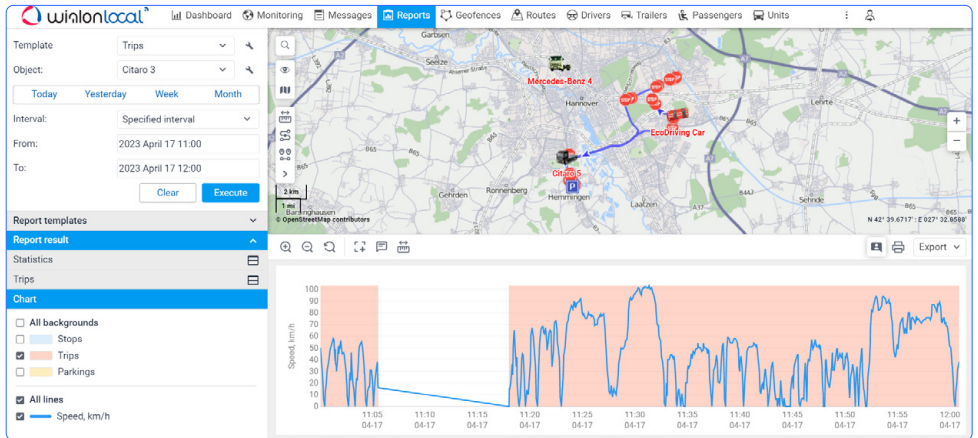 wialon local
Dashboard Monitoring Messages Reports Geofences Routes Drivers Trailers Passengers Units
Template Trips
Object: Citaro 3
Today Yesterday Week Month
Interval: Specified interval
From: 2023 April 17 11:00
To: 2023 April 17 12:00
Clear Execute
Report templates
Report result
Statistics
Trips
Chart
All backgrounds
Stops
Trips
Parkings
All lines
Speed, km/h
Garbsen
Seelze
Mercedes-Benz 4
Hannover
Lehrte
EcoDriving Car
Citaro 5
P
Hemmingen
Gehrden
Ronnenberg
Laatzen
Sehnde
B65
B65
B65
A37
B443
2 km
1 mi
Barsinghausen
© OpenStreetMap contributors
N 42° 39.6717' : E 027° 32.8588'
+
−
Export
Speed, km/h
100
90
80
70
60
50
40
30
20
10
0
11:05 11:10 11:15 11:20 11:25 11:30 11:35 11:40 11:45 11:50 11:55 12:00
04-17 04-17 04-17 04-17 04-17 04-17 04-17 04-17 04-17 04-17 04-17 04-17